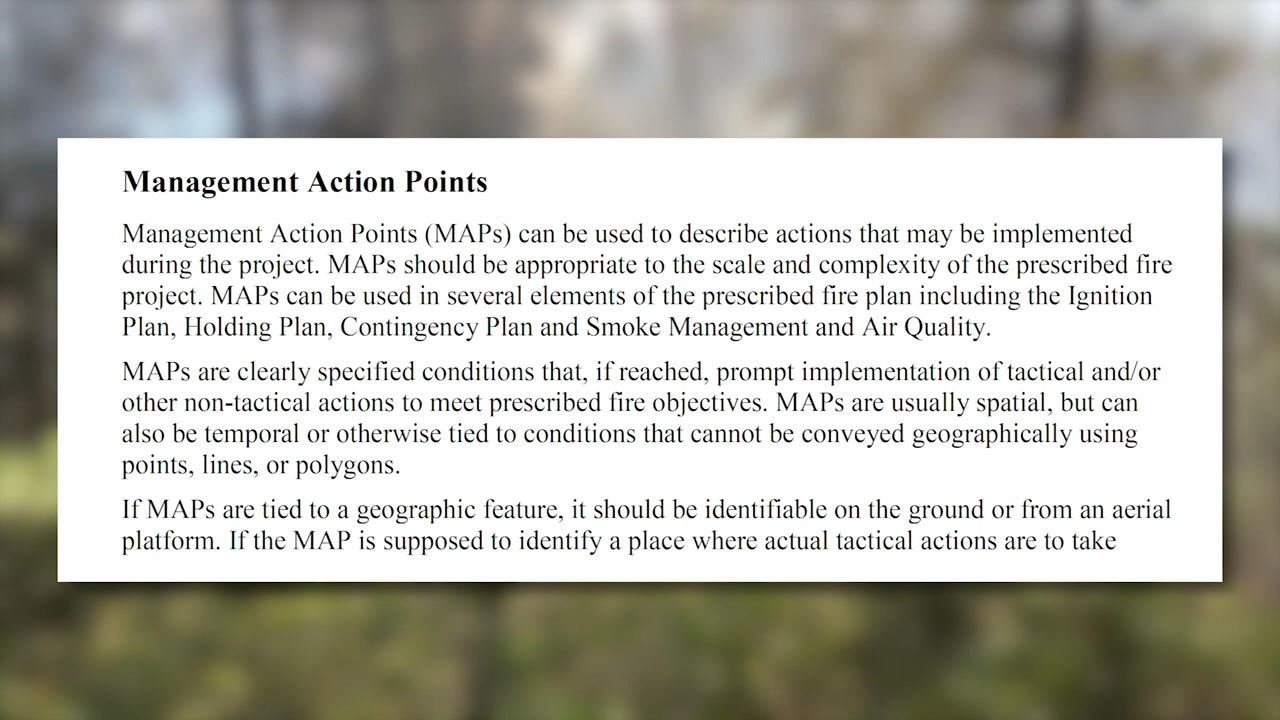 Management Action Points
Management Action Points (MAPs) can be used to describe actions that may be implemented
during the project. MAPs should be appropriate to the scale and complexity of the prescribed fire
project. MAPs can be used in several elements of the prescribed fire plan including the Ignition
Plan, Holding Plan, Contingency Plan and Smoke Management and Air Quality.
MAPs are clearly specified conditions that, if reached, prompt implementation of tactical and/or
other non-tactical actions to meet prescribed fire objectives. MAPs are usually spatial, but can
also be temporal or otherwise tied to conditions that cannot be conveyed geographically using
points, lines, or polygons.
If MAPs are tied to a geographic feature, it should be identifiable on the ground or from an aerial
platform. If the MAP is supposed to identify a place where actual tactical actions are to take